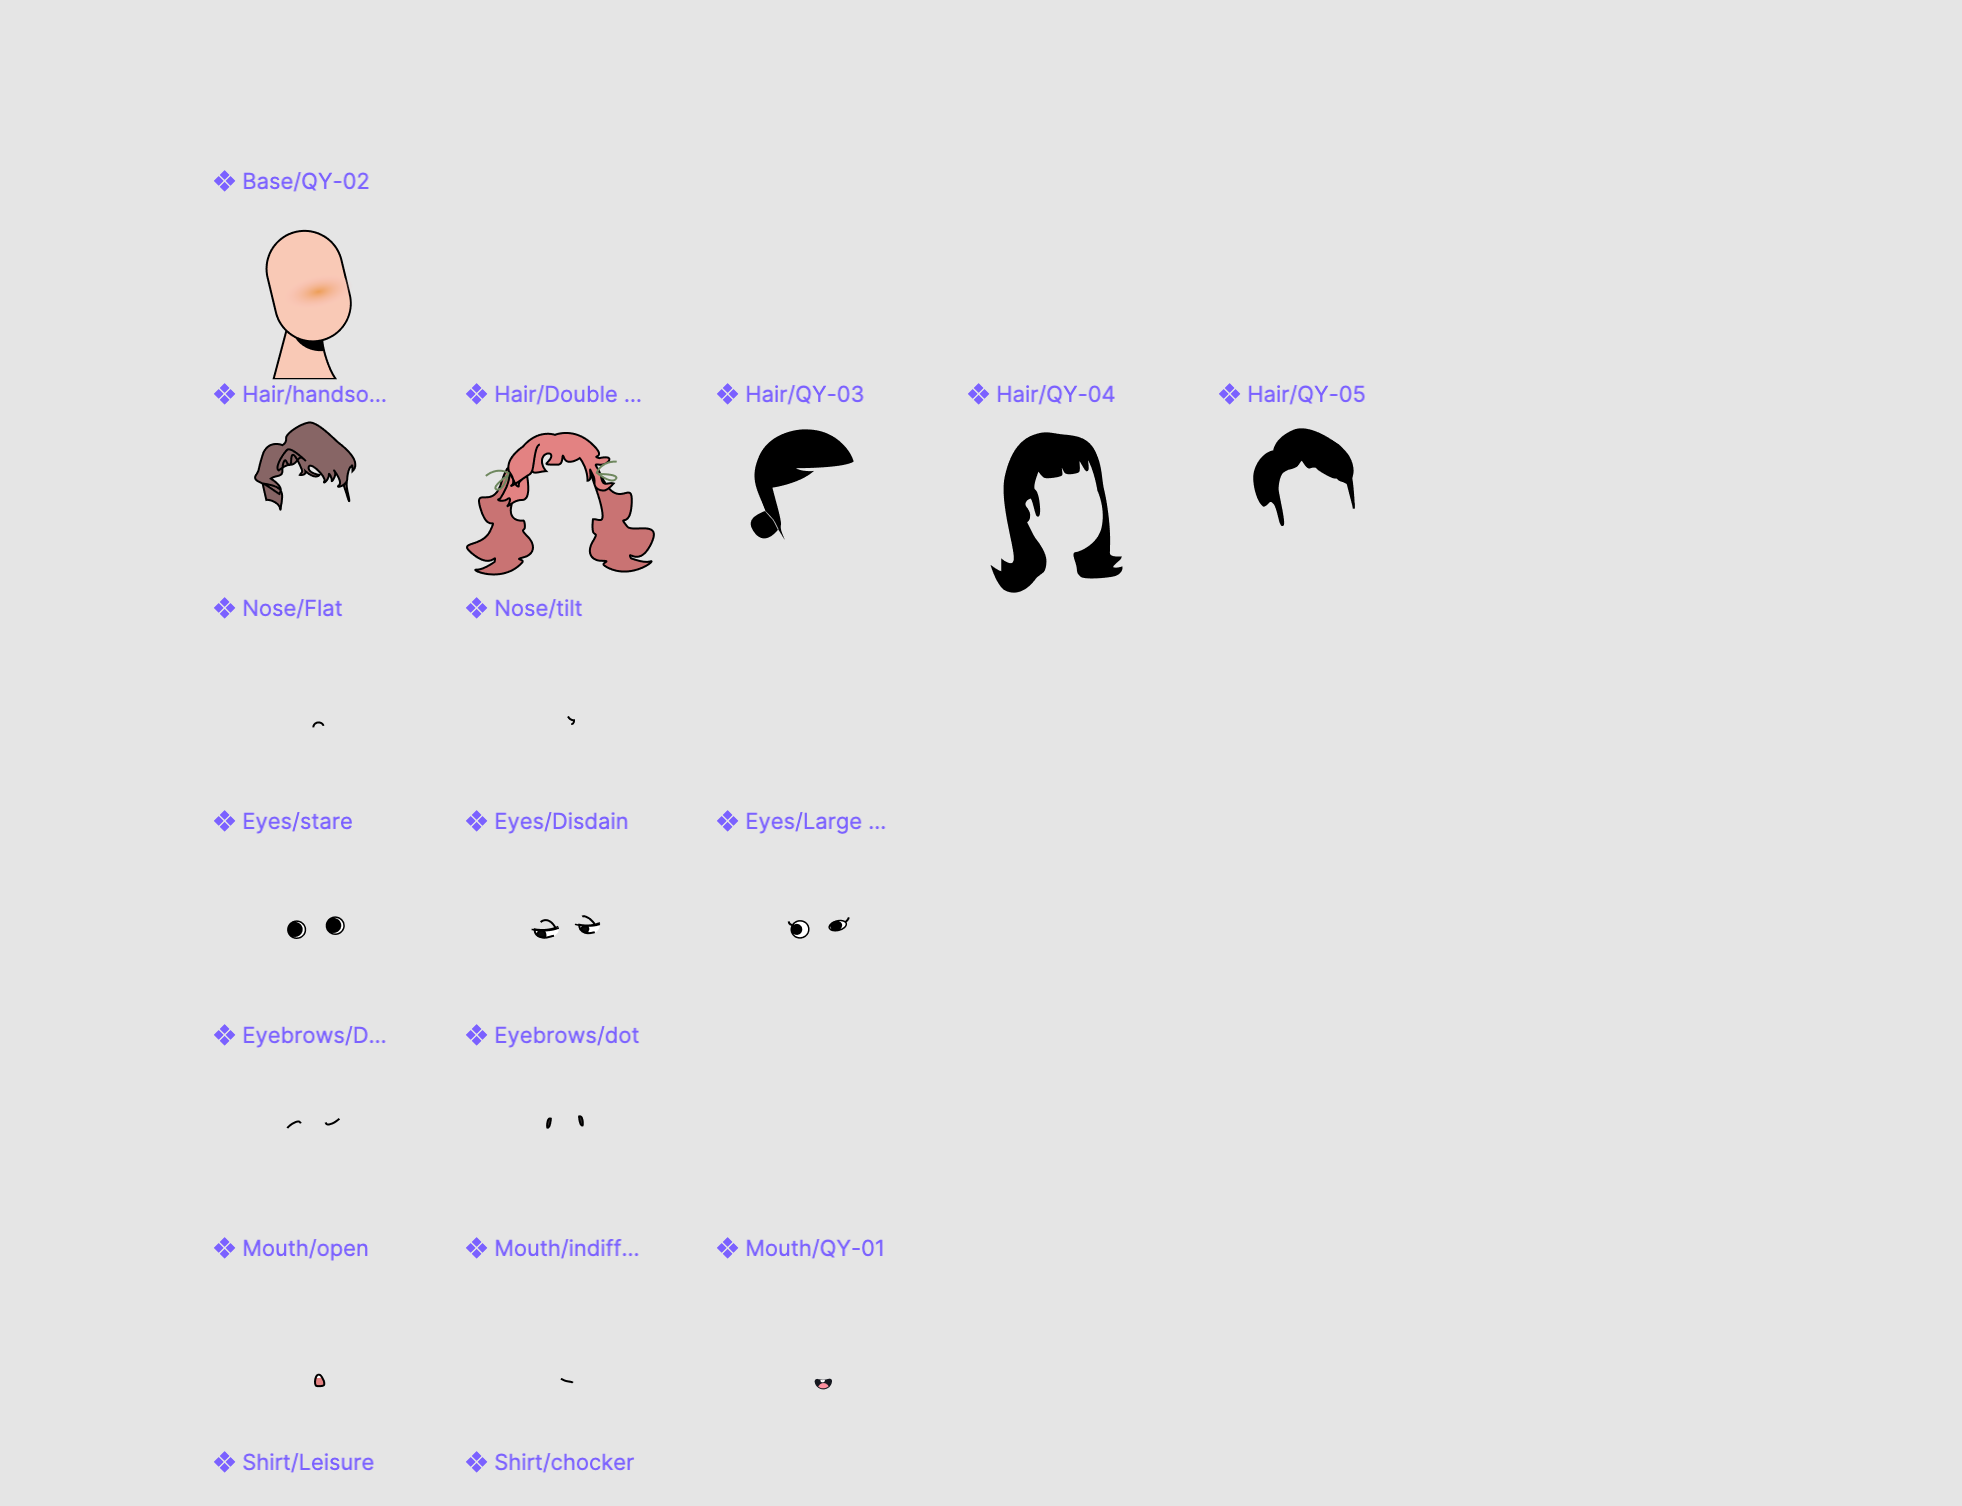 Base/QY-02
Hair/handso...
Hair/Double ...
Hair/QY-03
Hair/QY-04
Hair/QY-05
Nose/Flat
Nose/tilt
Eyes/stare
Eyes/Disdain
Eyes/Large ...
Eyebrows/D...
Eyebrows/dot
Mouth/open
Mouth/indiff...
Mouth/QY-01
Shirt/Leisure
Shirt/chocker